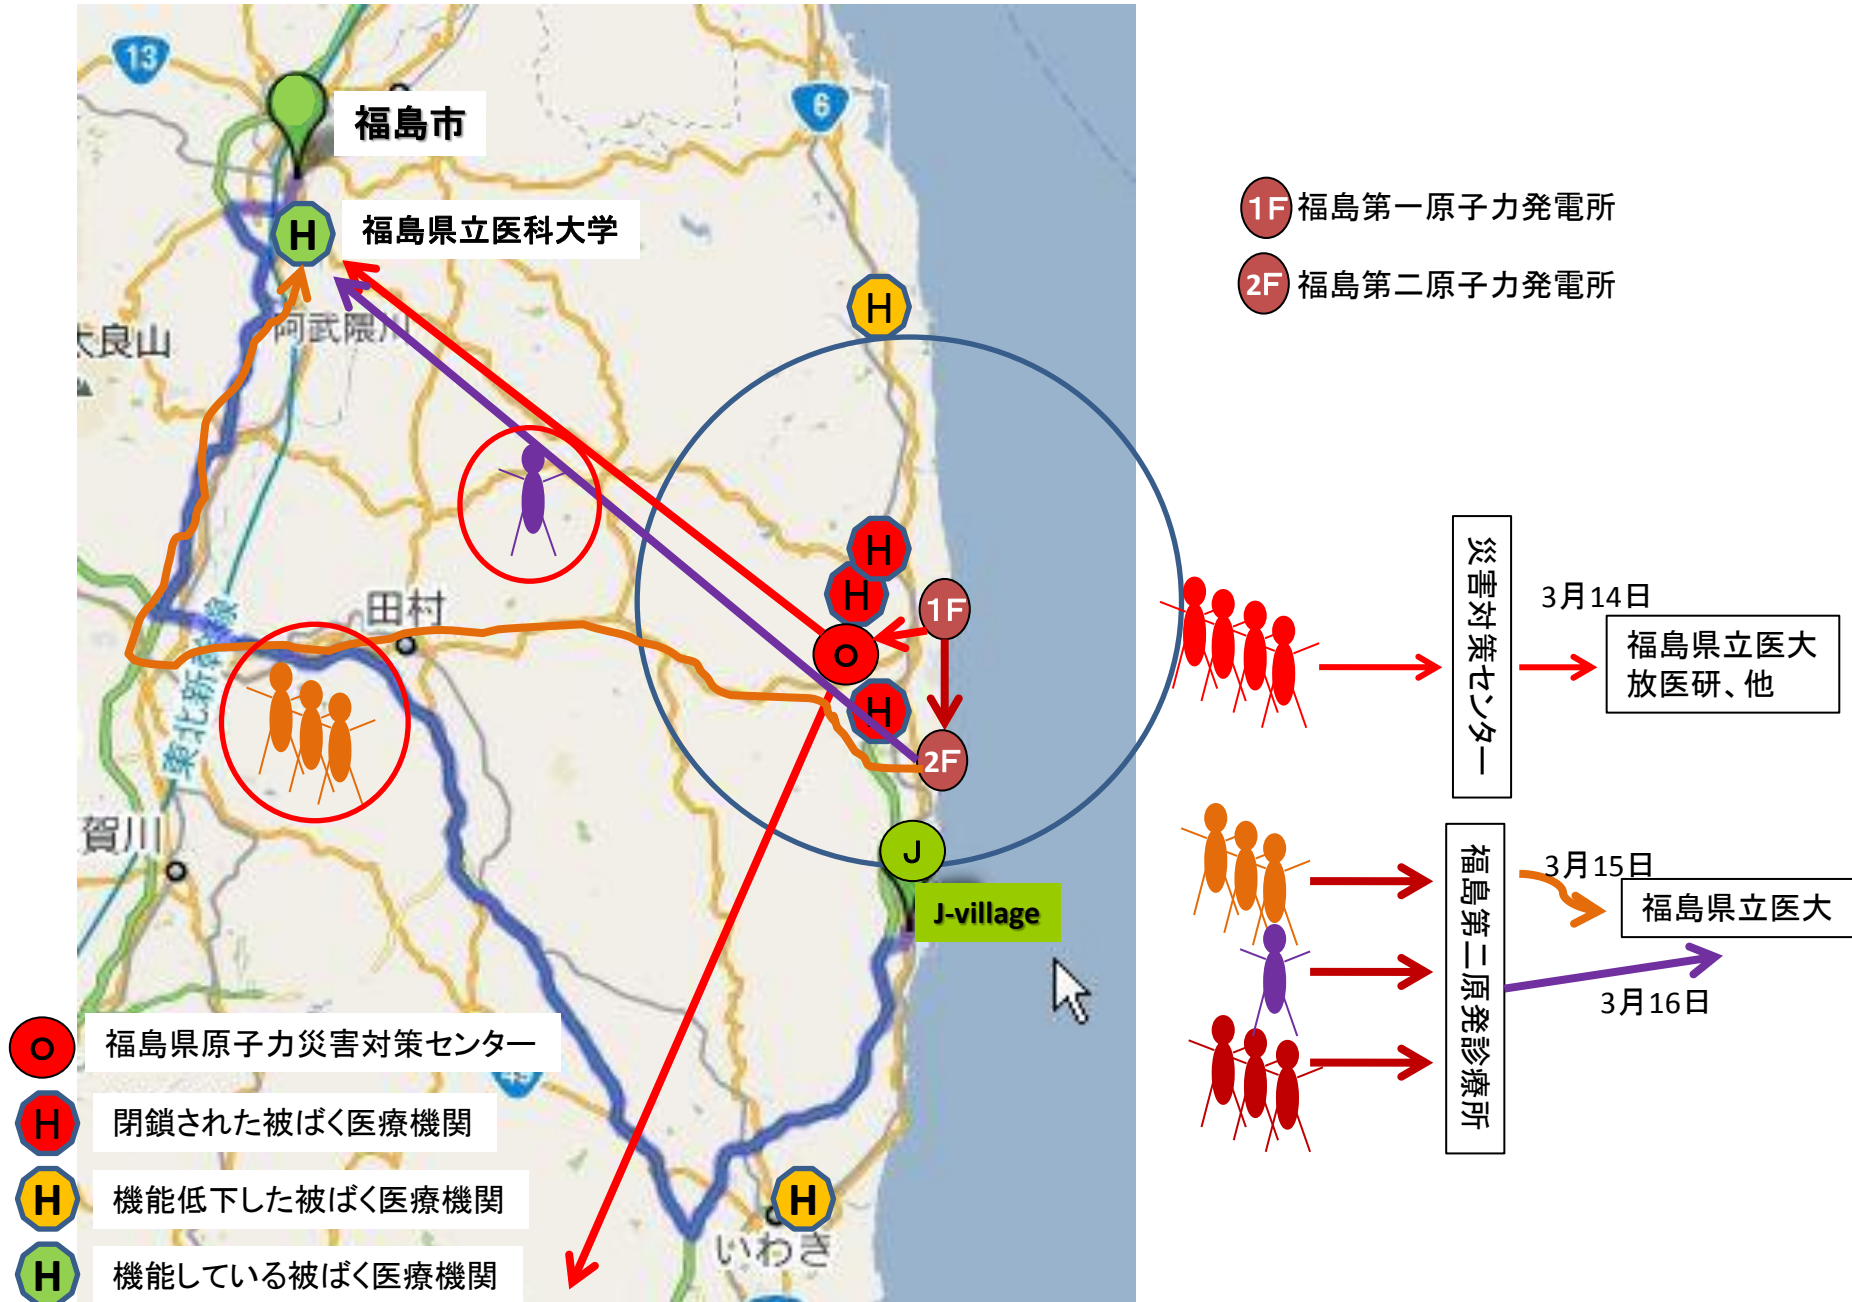 13
6
福島市
H
福島県立医科大学
H
阿武隈川
大良山
H
H
1F
O
H
2F
田村
東北新幹線
賀川
J
J-village
H
いわき
O
福島県原子力災害対策センター
H
閉鎖された被ばく医療機関
H
機能低下した被ばく医療機関
H
機能している被ばく医療機関
1F
福島第一原子力発電所
2F
福島第二原子力発電所
災害対策センター
3月14日
福島県立医大
放医研、他
福島第二原発診療所
3月15日
福島県立医大
3月16日